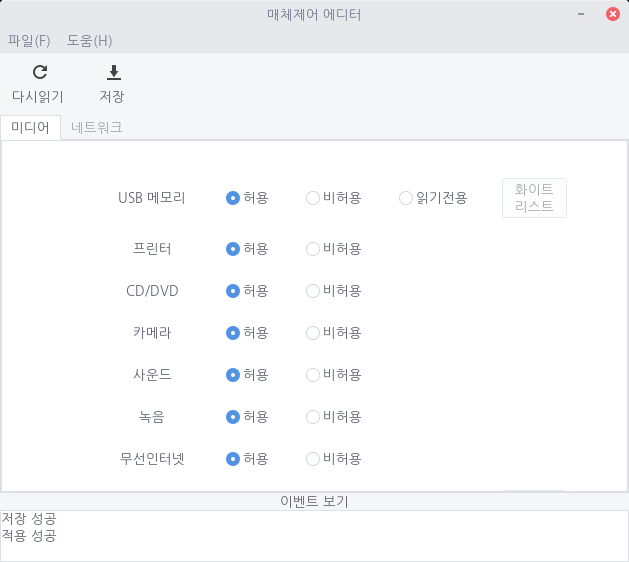 매체제어 에디터
파일(F) 도움(H)
다시읽기 저장
미디어 네트워크
USB 메모리 허용 비허용 읽기전용 화이트
리스트
프린터 허용 비허용
CD/DVD 허용 비허용
카메라 허용 비허용
사운드 허용 비허용
녹음 허용 비허용
무선인터넷 허용 비허용
이벤트 보기
저장 성공
적용 성공